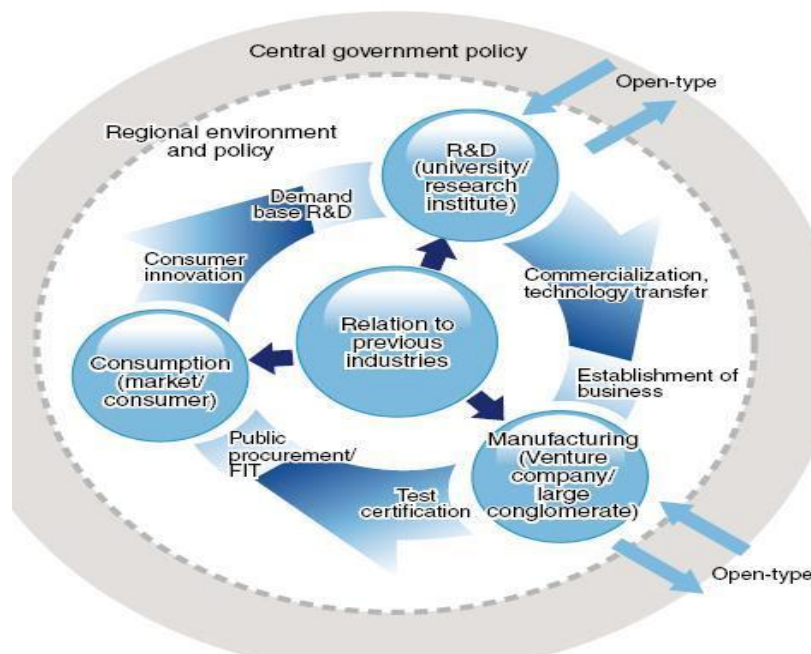 Central government policy
Open-type
Regional environment
and policy
R&D
(university/
research
institute)
Demand
base R&D
Consumer
innovation
Commercialization,
technology transfer
Relation to
previous
industries
Consumption
(market/
consumer)
Establishment of
business
Manufacturing
(Venture
company/
large
conglomerate)
Public
procurement/
FIT
Test
certification
Open-type